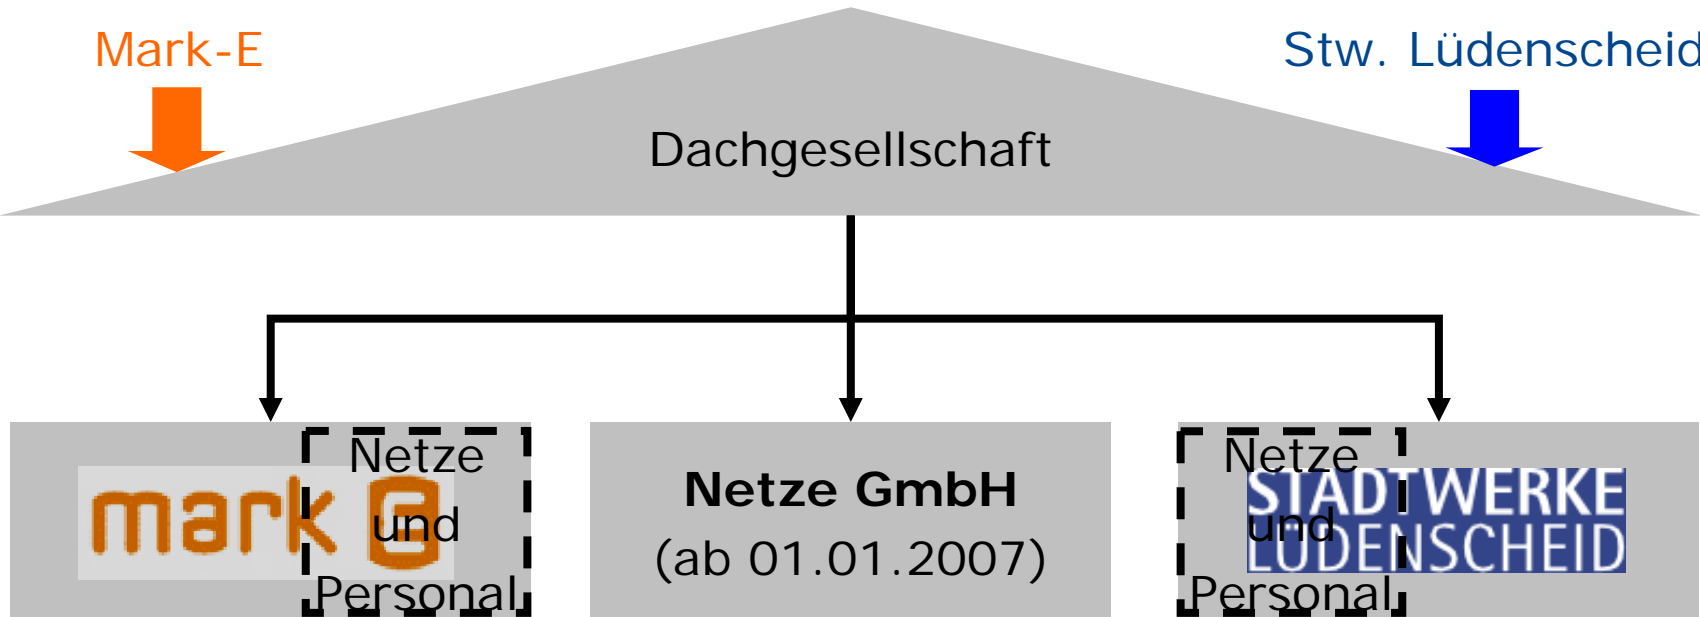 Mark-E
Stw. Lüdenscheid
Dachgesellschaft
Netze
und
Personal
mark E
Netze GmbH
(ab 01.01.2007)
Netze
und
Personal
STADTWERKE
LÜDENSCHEID